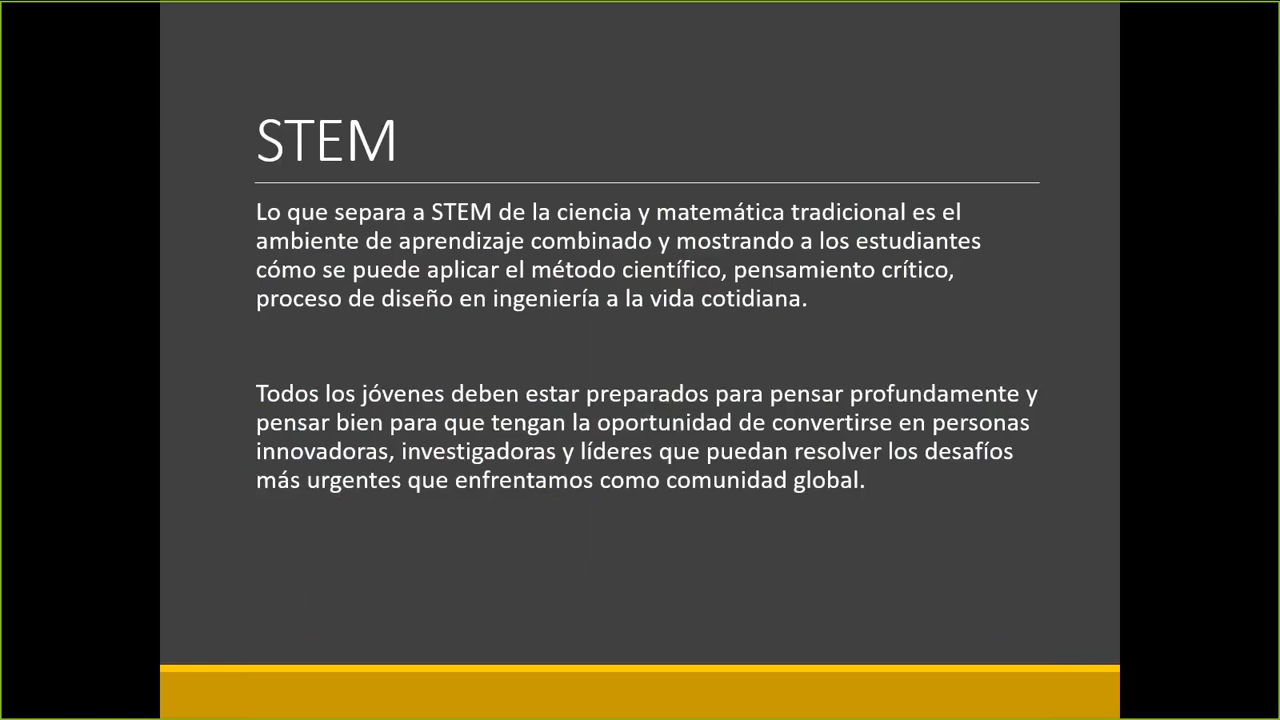 STEM
Lo que separa a STEM de la ciencia y matemática tradicional es el
ambiente de aprendizaje combinado y mostrando a los estudiantes
cómo se puede aplicar el método científico, pensamiento crítico,
proceso de diseño en ingeniería a la vida cotidiana.
Todos los jóvenes deben estar preparados para pensar profundamente y
pensar bien para que tengan la oportunidad de convertirse en personas
innovadoras, investigadoras y líderes que puedan resolver los desafíos
más urgentes que enfrentamos como comunidad global.